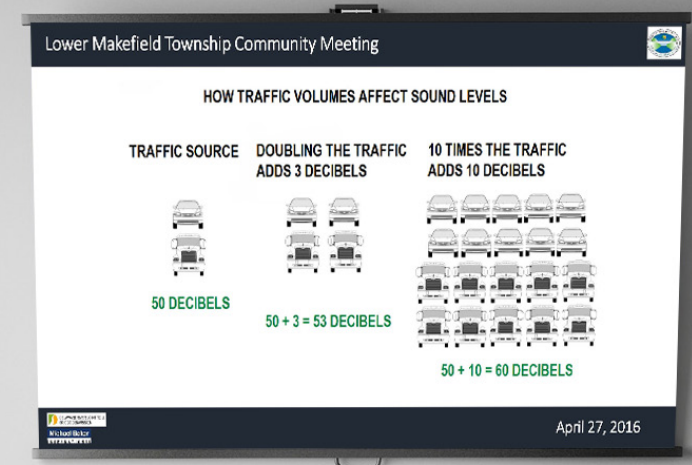 Lower Makefield Township Community Meeting
HOW TRAFFIC VOLUMES AFFECT SOUND LEVELS
TRAFFIC SOURCE
DOUBLING THE TRAFFIC
ADDS 3 DECIBELS
10 TIMES THE TRAFFIC
ADDS 10 DECIBELS
50 DECIBELS
50 + 3 = 53 DECIBELS
50 + 10 = 60 DECIBELS
Michael Baker
April 27, 2016